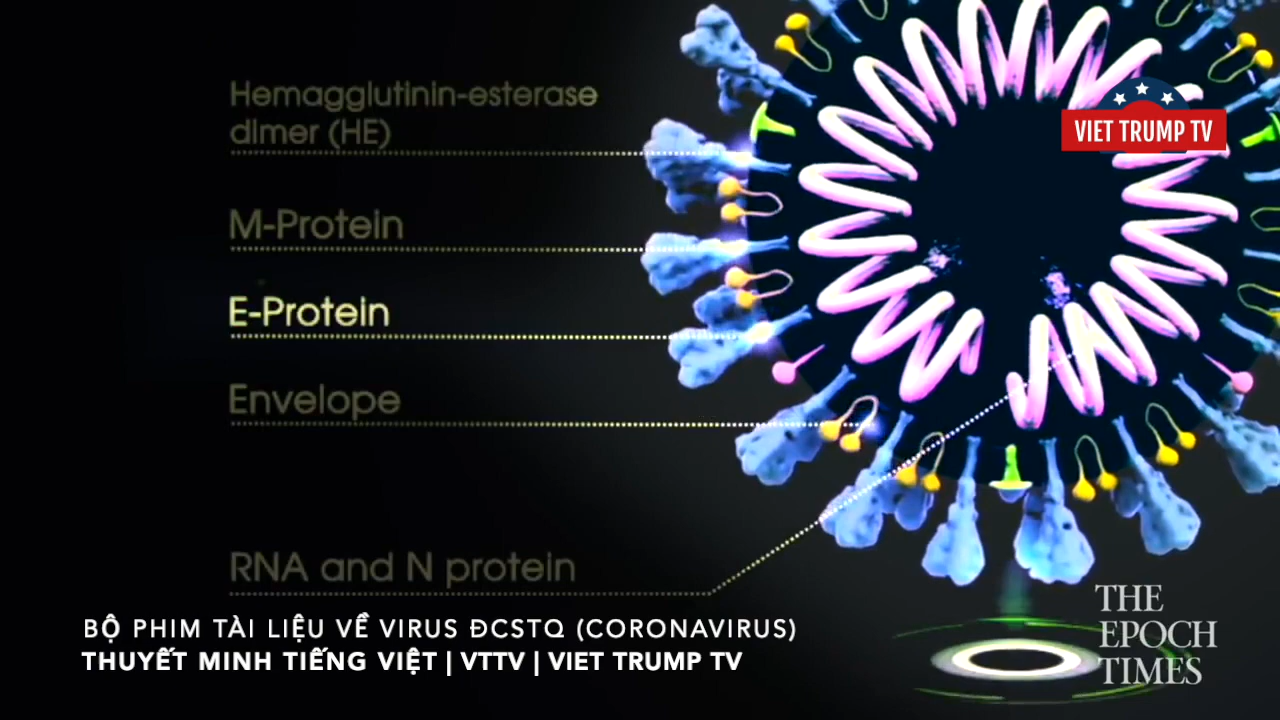 Hemagglutinin-esterase
dimer (HE)
VIET TRUMP TV
M-Protein
E-Protein
Envelope
RNA and N protein
BỘ PHIM TÀI LIỆU VỀ VIRUS ĐCSTQ (CORONAVIRUS)
THUYẾT MINH TIẾNG VIỆT | VTTV | VIET TRUMP TV
THE
EPOCH
TIMES